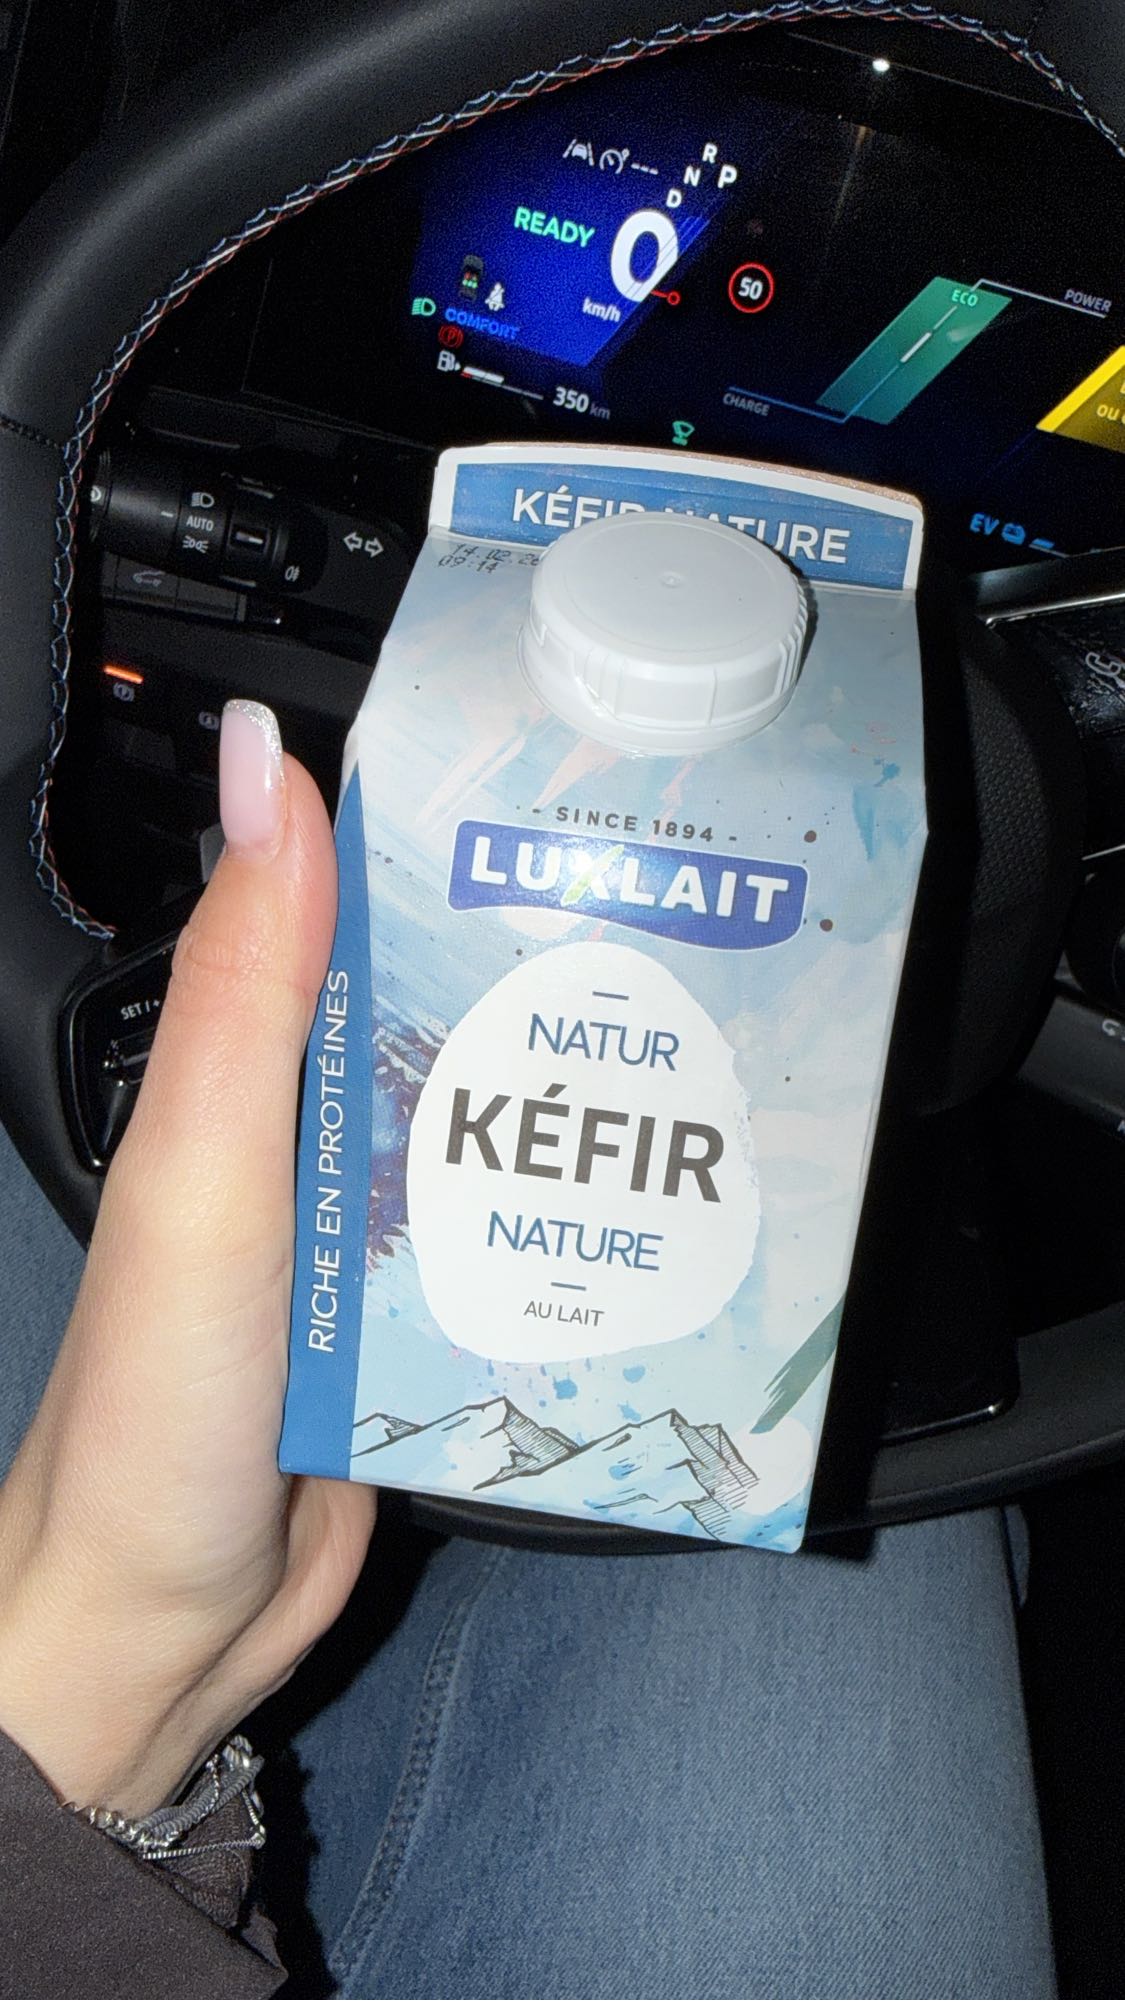 R
N P
D
READY
0
km/h
50
COMFORT
350 km
ECO
POWER
CHARGE
EV
OU
AUTO
SET / +
KÉFIR NATURE
14.02.26
09:14
- SINCE 1894 -
LUXLAIT
NATUR
KÉFIR
NATURE
AU LAIT
RICHE EN PROTÉINES